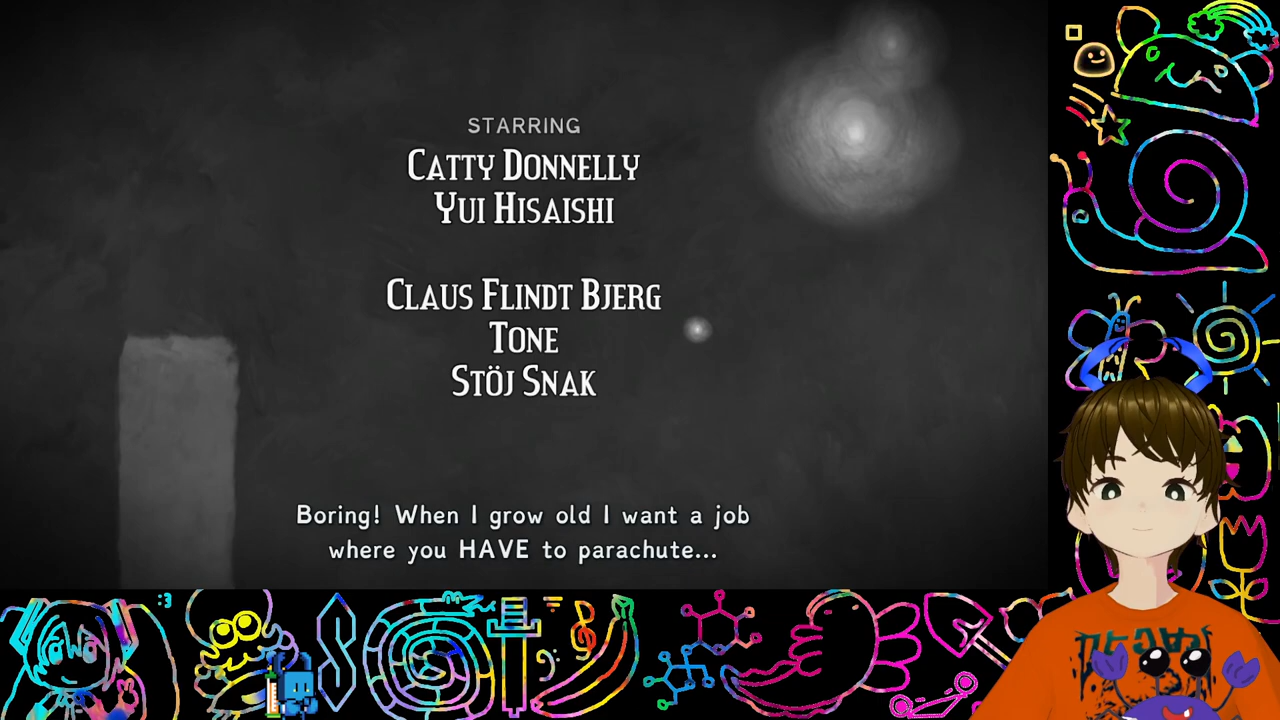 STARRING
CATTY DONNELLY
YUI HISAISHI
CLAUS FLINDT BJERG
TONE
STÖJ SNAK
Boring! When I grow old I want a job
where you HAVE to parachute...
:3